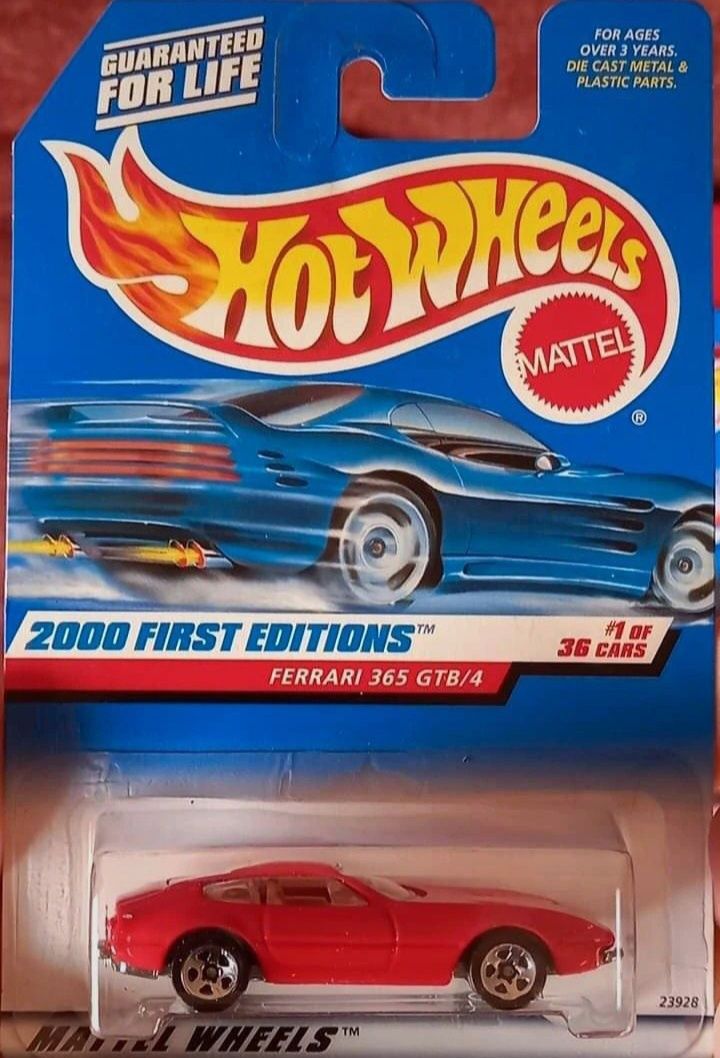 GUARANTEED
FOR LIFE
FOR AGES
OVER 3 YEARS.
DIE CAST METAL &
PLASTIC PARTS.
HOT WHEELS
MATTEL
®
2000 FIRST EDITIONS™
#1 OF
36 CARS
FERRARI 365 GTB/4
23928
WHEELS™